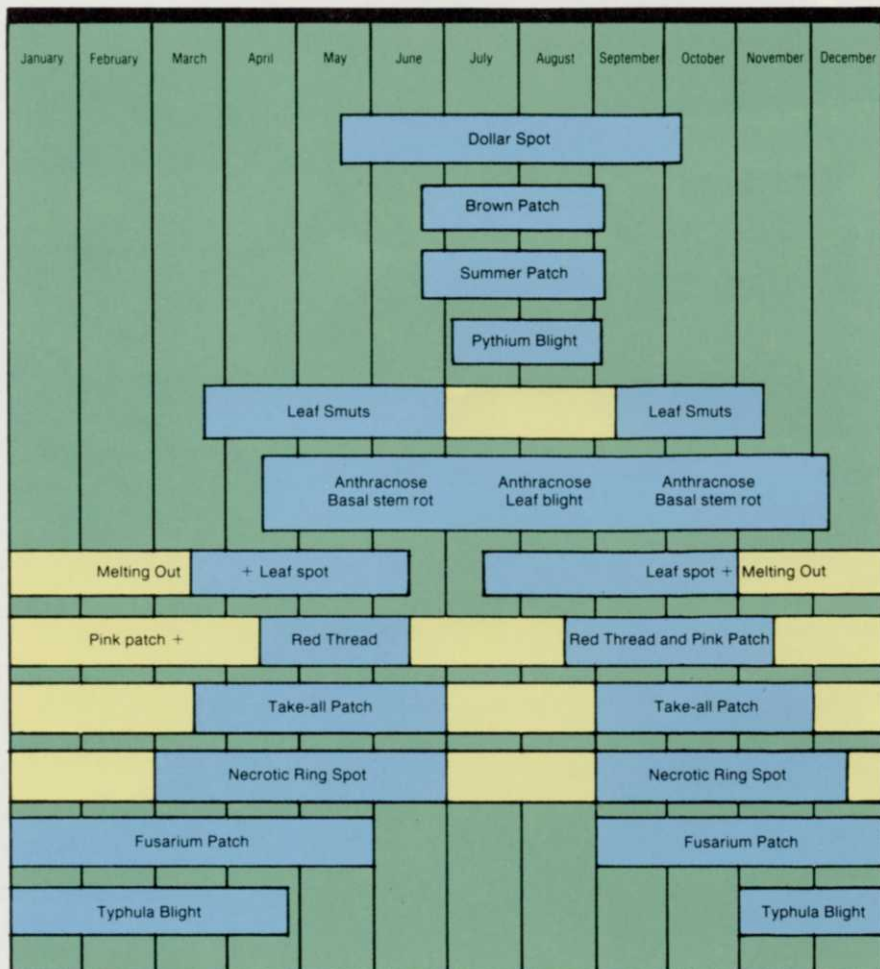 January February March April May June July August September October November December
Dollar Spot
Brown Patch
Summer Patch
Pythium Blight
Leaf Smuts Leaf Smuts
Anthracnose Anthracnose Anthracnose
Basal stem rot Leaf blight Basal stem rot
Melting Out + Leaf spot Leaf spot + Melting Out
Pink patch + Red Thread Red Thread and Pink Patch
Take-all Patch Take-all Patch
Necrotic Ring Spot Necrotic Ring Spot
Fusarium Patch Fusarium Patch
Typhula Blight Typhula Blight